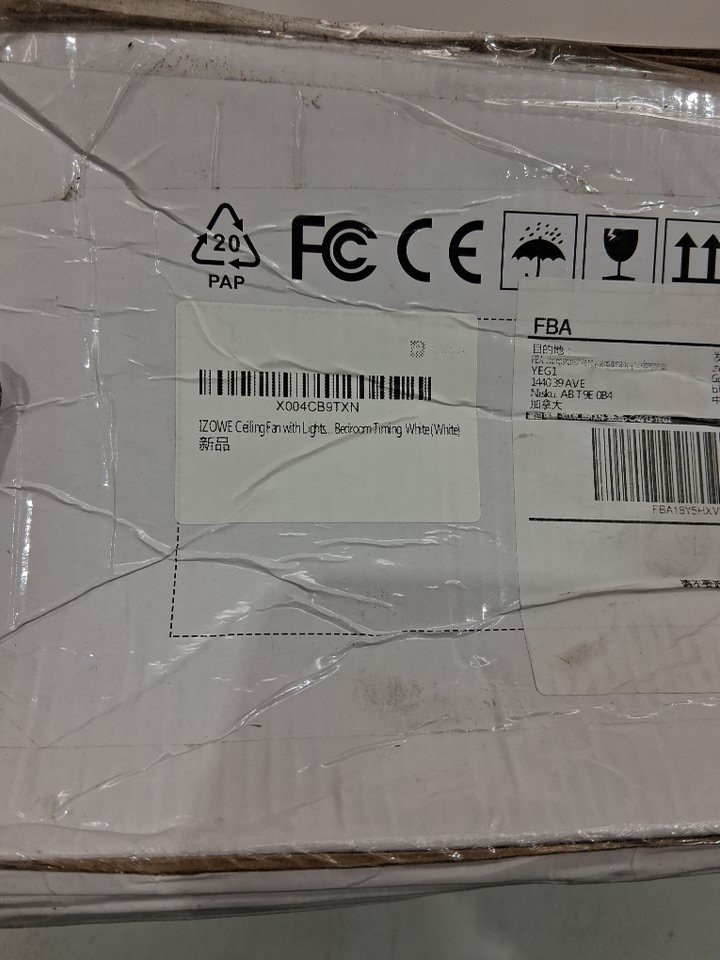 20
PAP
FC CE
X004CB9TXN
IZOWE Ceiling Fan with Lights... Bedroom Timing, White (White)
新品
FBA
目的地:
YEG1
1440 39 AVE
Nisku, AB T9E 0B4
加拿大
FBA18Y5HXV